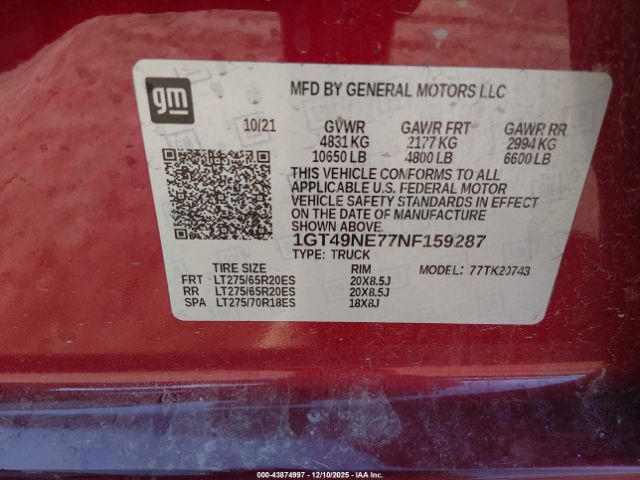 gm
MFD BY GENERAL MOTORS LLC
10/21 GVWR GAWR FRT GAWR RR
4831 KG 2177 KG 2994 KG
10650 LB 4800 LB 6600 LB
THIS VEHICLE CONFORMS TO ALL
APPLICABLE U.S. FEDERAL MOTOR
VEHICLE SAFETY STANDARDS IN EFFECT
ON THE DATE OF MANUFACTURE
SHOWN ABOVE.
1GT49NE77NF159287
TYPE: TRUCK
TIRE SIZE RIM MODEL: 77TK20743
FRT LT275/65R20ES 20X8.5J
RR LT275/65R20ES 20X8.5J
SPA LT275/70R18ES 18X8J
000-43874997 — 12/10/2025 — IAA Inc.